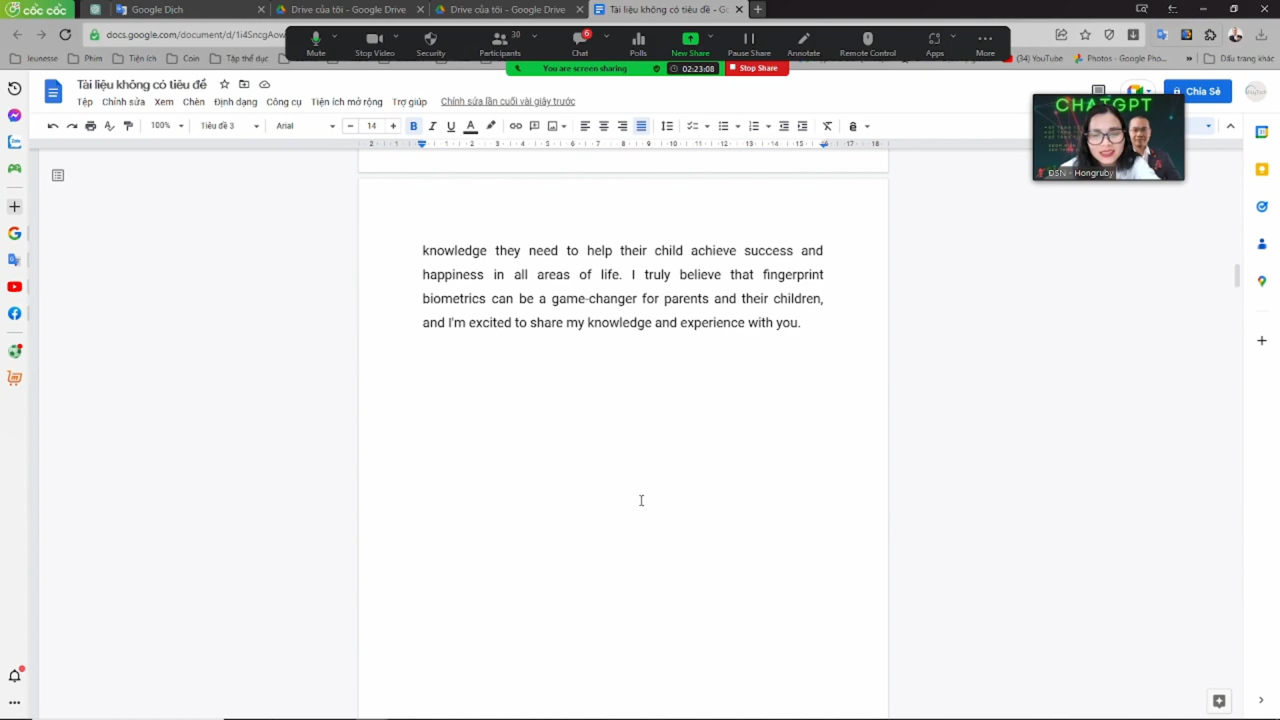 cốc cốc
Google Dịch
Drive của tôi - Google Drive
Drive của tôi - Google Drive
Tài liệu không có tiêu đề - Go
docs.google.com/document/d/1i4SncgAow
Mute
Stop Video
Security
Participants
30
Chat
6
Polls
New Share
Pause Share
Annotate
Remote Control
Apps
More
You are screen sharing
02:23:08
Stop Share
Jeunesse
Phim
Tiện ích
Coin
Tập thể dục
(34) YouTube
Photos - Google Pho...
Dấu trang khác
Tài liệu không có tiêu đề
Tệp
Chỉnh sửa
Xem
Chèn
Định dạng
Công cụ
Tiện ích mở rộng
Trợ giúp
Chỉnh sửa lần cuối vài giây trước
Chia Sẻ
100%
Tiêu đề 3
Arial
14
CHATGPT
ĐSN - Hongruby
knowledge they need to help their child achieve success and
happiness in all areas of life. I truly believe that fingerprint
biometrics can be a game-changer for parents and their children,
and I'm excited to share my knowledge and experience with you.